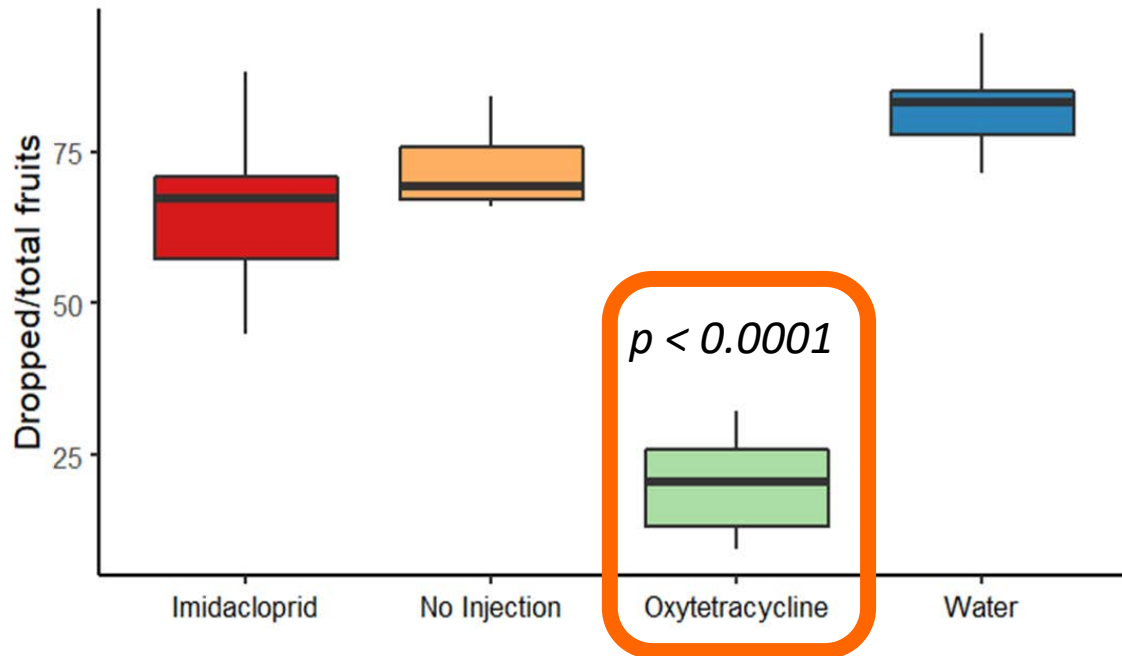 Dropped/total fruits
75
50
25
p < 0.0001
Imidacloprid
No Injection
Oxytetracycline
Water